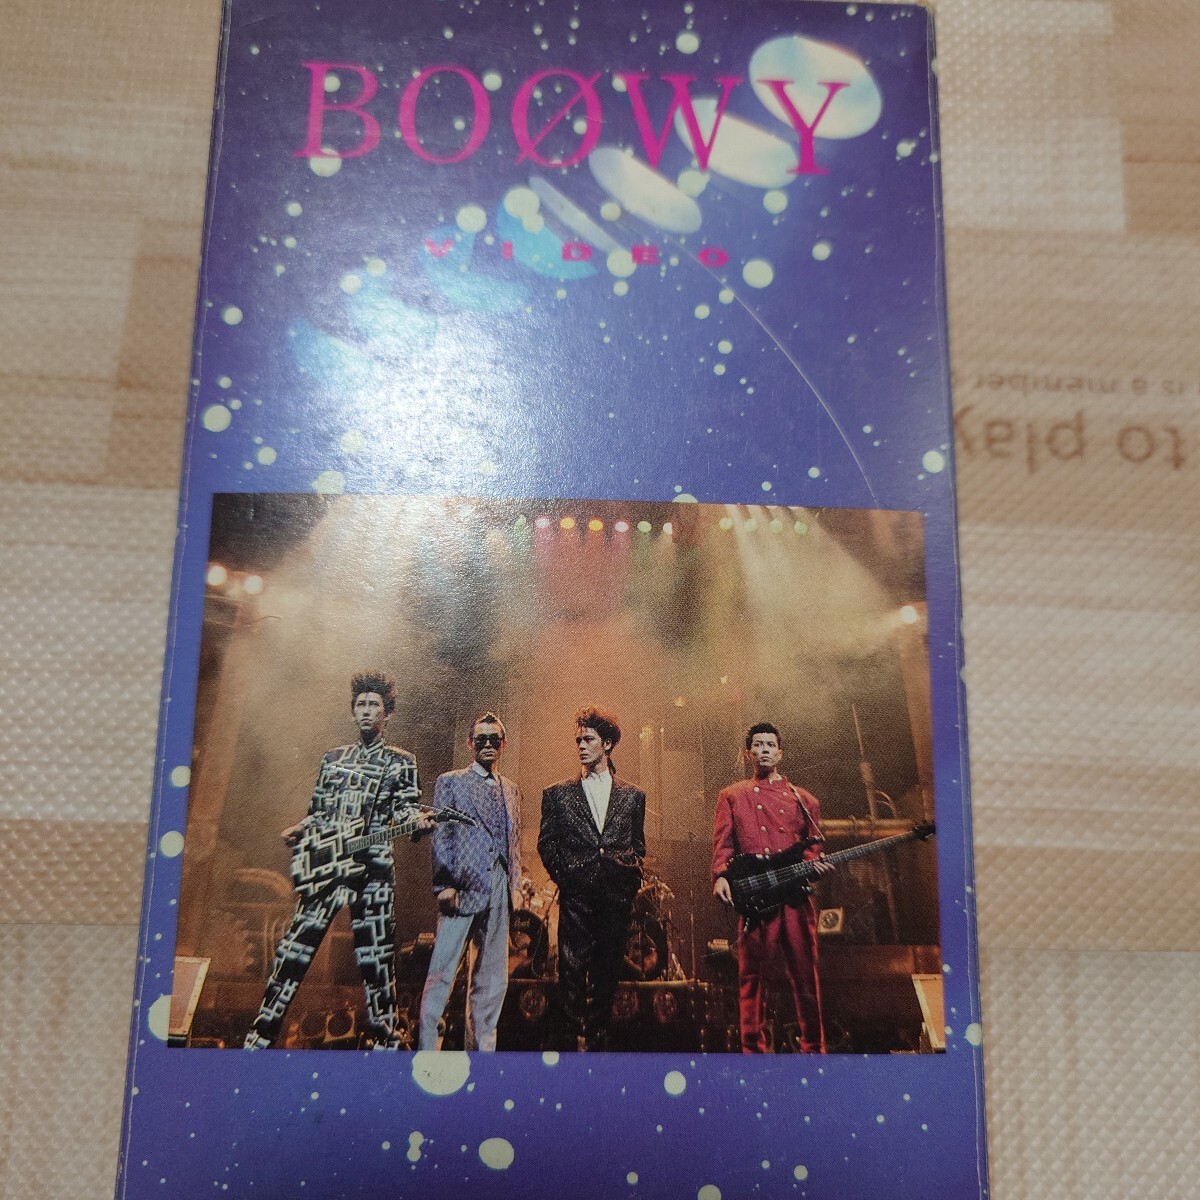 BOØWY
VIDEO
is a member
to play